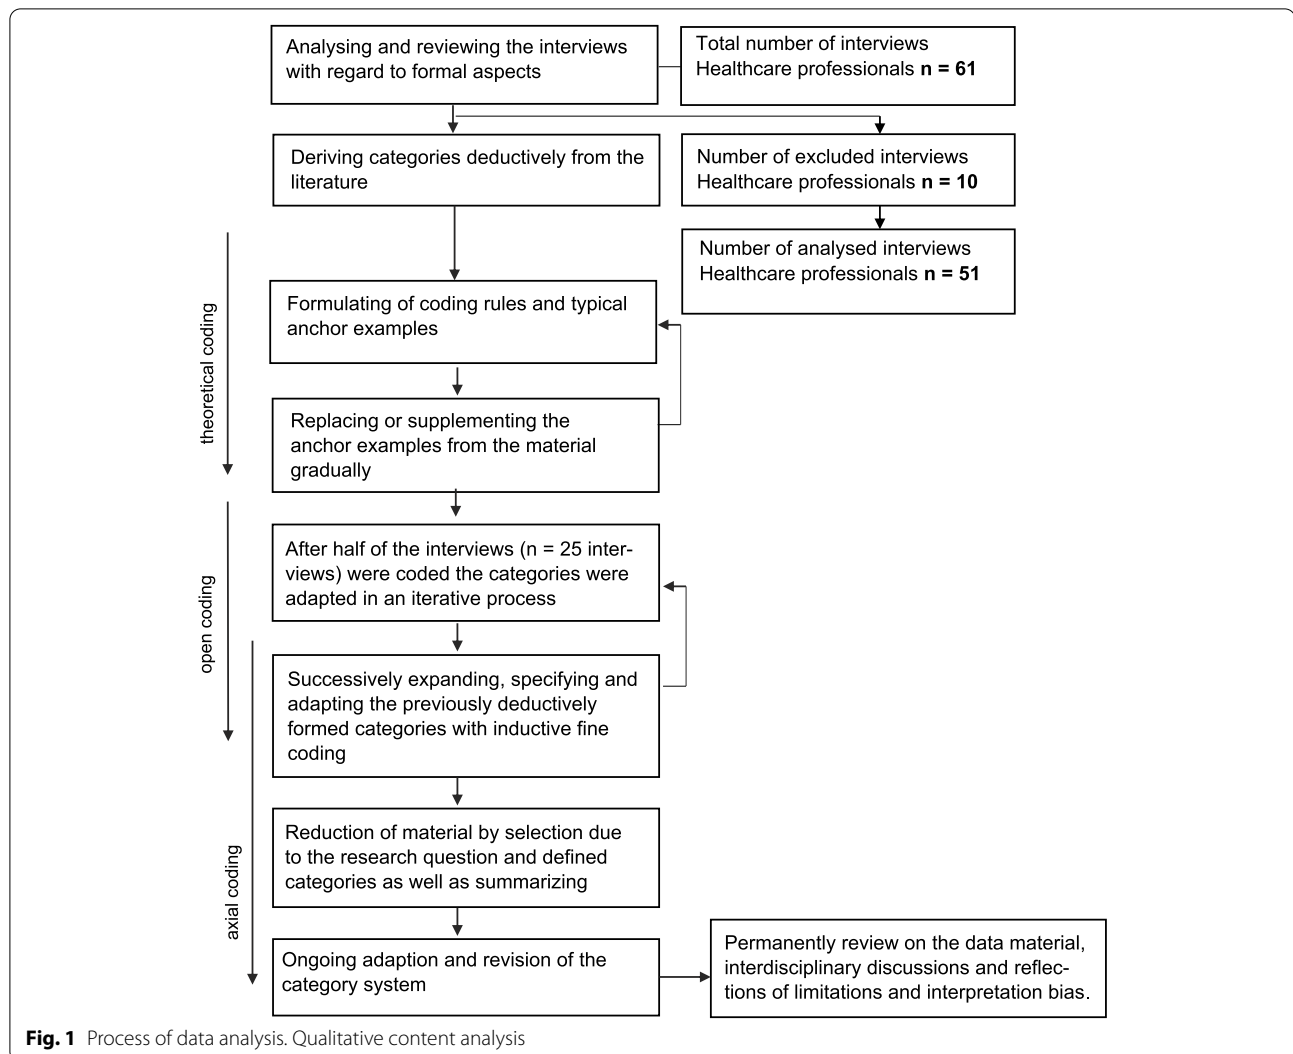 Analysing and reviewing the interviews
with regard to formal aspects
Total number of interviews
Healthcare professionals n = 61
Deriving categories deductively from the
literature
Number of excluded interviews
Healthcare professionals n = 10
Number of analysed interviews
Healthcare professionals n = 51
theoretical coding
Formulating of coding rules and typical
anchor examples
Replacing or supplementing the
anchor examples from the material
gradually
open coding
After half of the interviews (n = 25 inter-
views) were coded the categories were
adapted in an iterative process
Successively expanding, specifying and
adapting the previously deductively
formed categories with inductive fine
coding
axial coding
Reduction of material by selection due
to the research question and defined
categories as well as summarizing
Ongoing adaption and revision of the
category system
Permanently review on the data material,
interdisciplinary discussions and reflec-
tions of limitations and interpretation bias.
Fig. 1 Process of data analysis. Qualitative content analysis